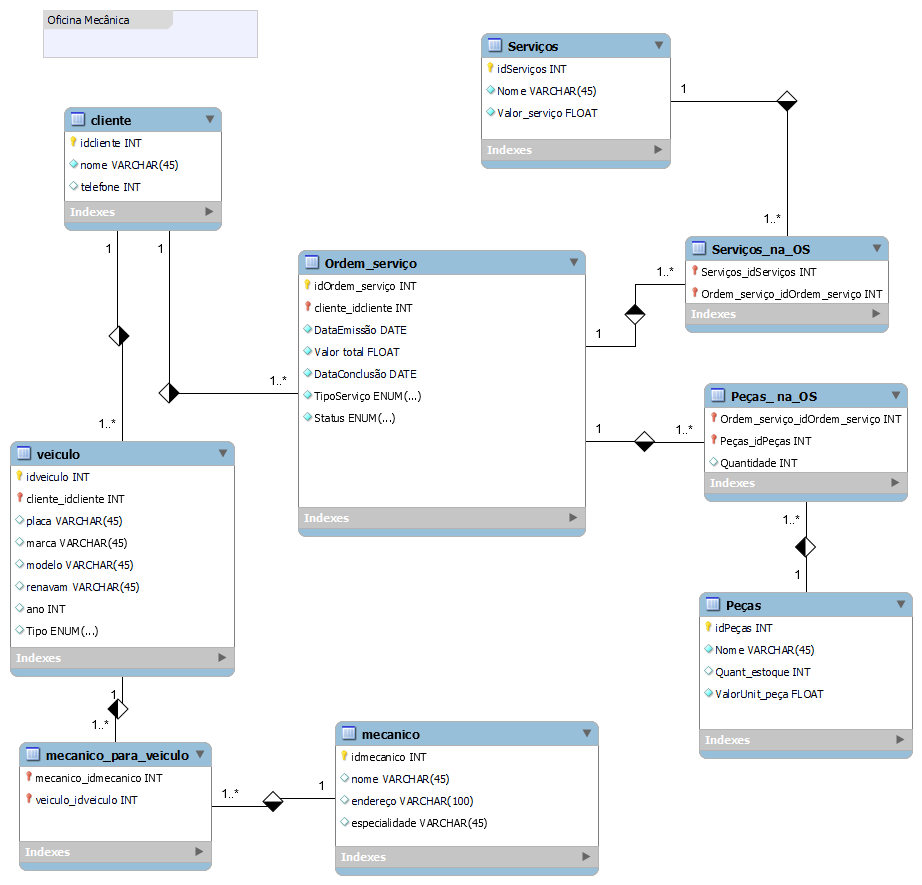 Oficina Mecânica
Serviços
idServiços INT
Nome VARCHAR(45)
Valor_serviço FLOAT
Indexes
cliente
idcliente INT
nome VARCHAR(45)
telefone INT
Indexes
1
1..*
1
1
Ordem_serviço
idOrdem_serviço INT
cliente_idcliente INT
DataEmissão DATE
Valor total FLOAT
DataConclusão DATE
TipoServiço ENUM(...)
Status ENUM(...)
Indexes
1..*
1..*
1
1
1..*
Serviços_na_OS
Serviços_idServiços INT
Ordem_serviço_idOrdem_serviço INT
Indexes
Peças_ na_OS
Ordem_serviço_idOrdem_serviço INT
Peças_idPeças INT
Quantidade INT
Indexes
1..*
1
1..*
veiculo
idveiculo INT
cliente_idcliente INT
placa VARCHAR(45)
marca VARCHAR(45)
modelo VARCHAR(45)
renavam VARCHAR(45)
ano INT
Tipo ENUM(...)
Indexes
Peças
idPeças INT
Nome VARCHAR(45)
Quant_estoque INT
ValorUnit_peça FLOAT
Indexes
1
1..*
mecanico_para_veiculo
mecanico_idmecanico INT
veiculo_idveiculo INT
Indexes
1..*
1
mecanico
idmecanico INT
nome VARCHAR(45)
endereço VARCHAR(100)
especialidade VARCHAR(45)
Indexes